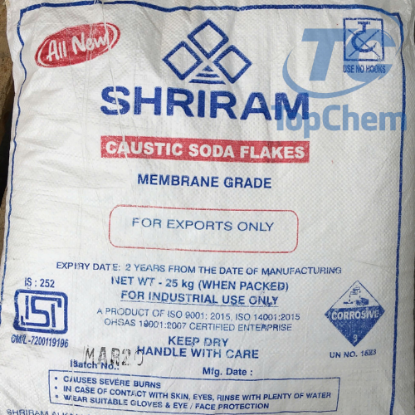 All New
USE NO HOOKS
TC
TopChem
SHRIRAM
CAUSTIC SODA FLAKES
MEMBRANE GRADE
FOR EXPORTS ONLY
EXPIRY DATE: 2 YEARS FROM THE DATE OF MANUFACTURING
NET WT - 25 kg (WHEN PACKED)
FOR INDUSTRIAL USE ONLY
IS : 252
A PRODUCT OF ISO 9001: 2015, ISO 14001:2015
OHSAS 18001:2007 CERTIFIED ENTERPRISE
CORROSIVE
ISI
CM/L-7200119196
KEEP DRY
HANDLE WITH CARE
UN NO.
Batch No.:
Mfg. Date :
• CAUSES SEVERE BURNS
• IN CASE OF CONTACT WITH SKIN, EYES, RINSE WITH PLENTY OF WATER
• WEAR SUITABLE GLOVES & EYE / FACE PROTECTION